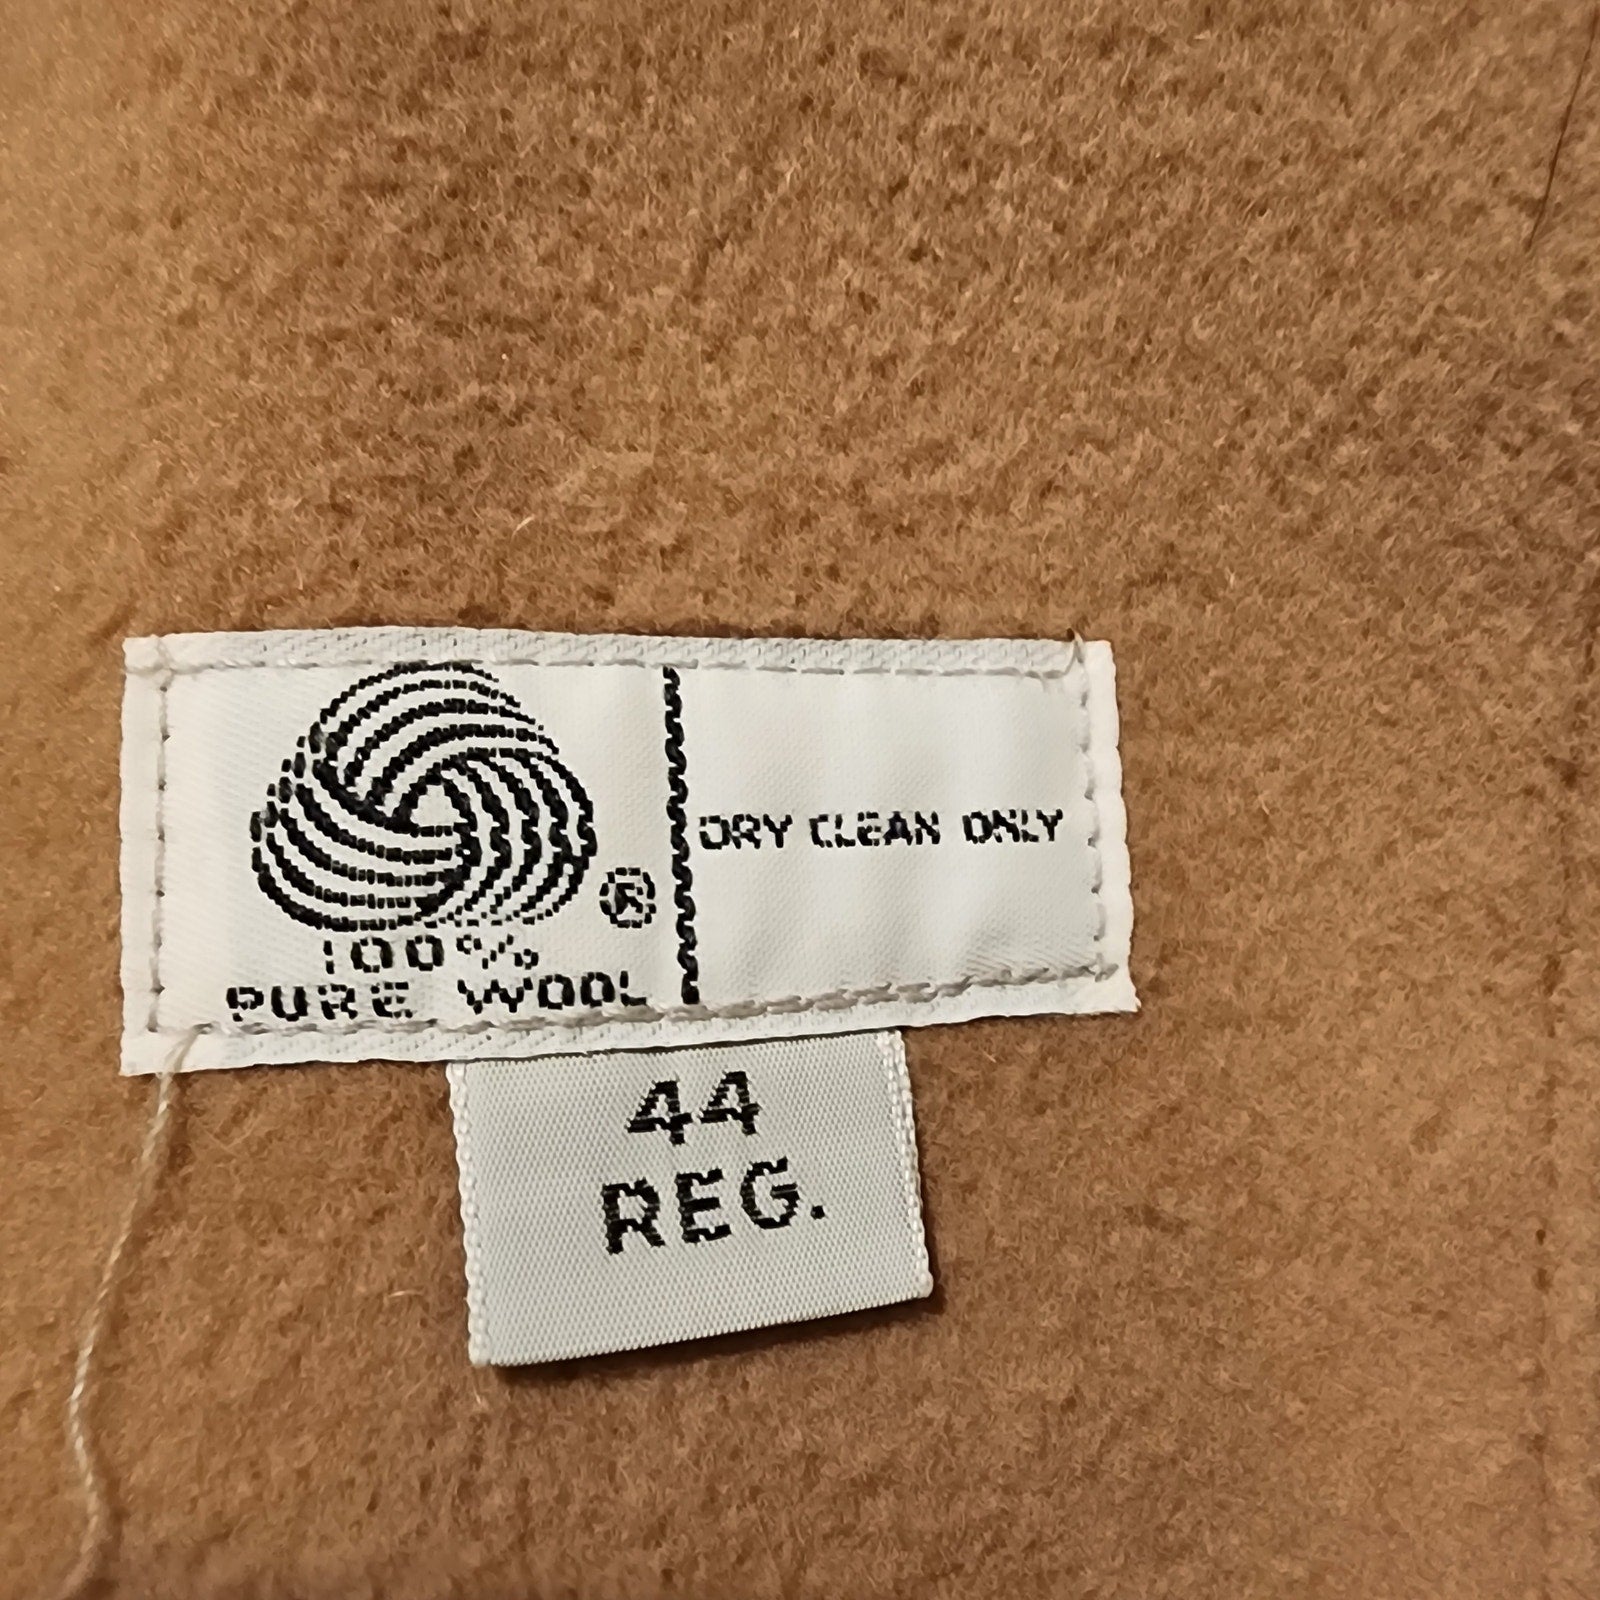 ®
100%
PURE WOOL
DRY CLEAN ONLY
44
REG.